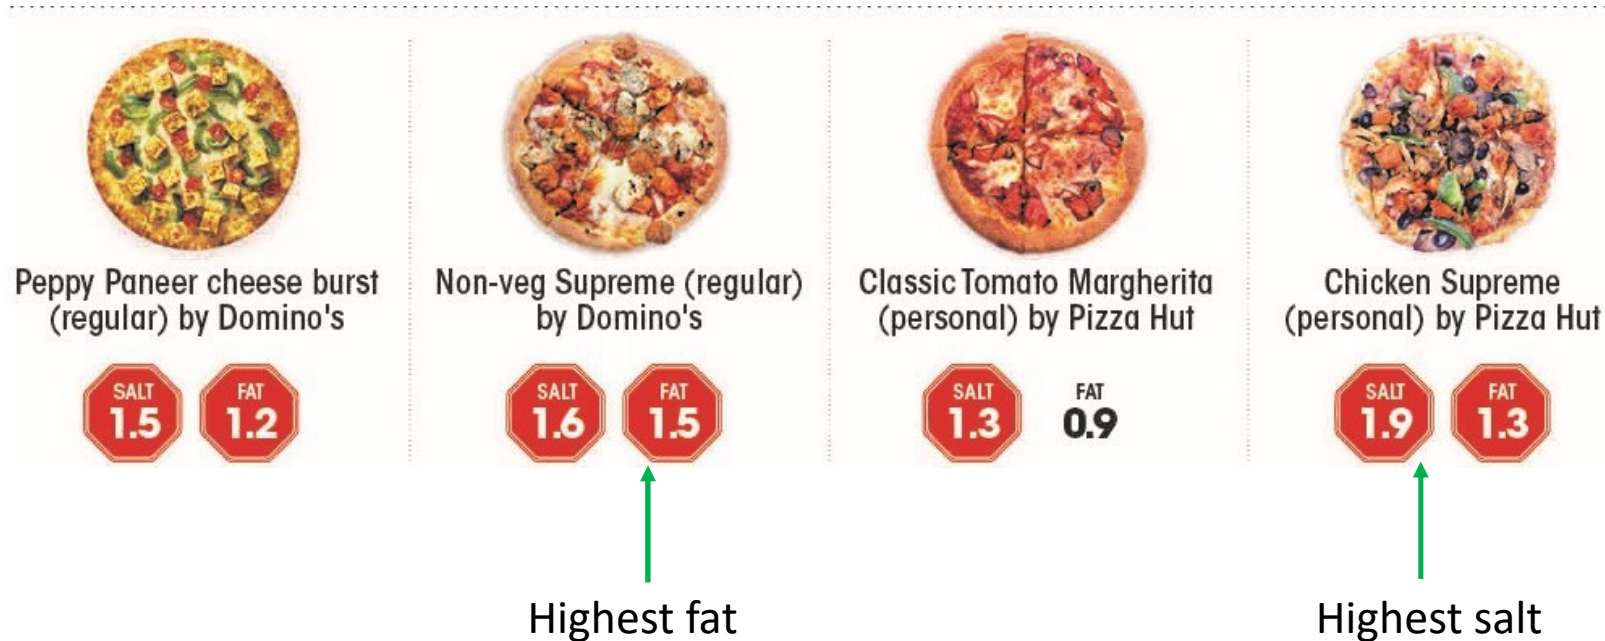 Peppy Paneer cheese burst
(regular) by Domino's
SALT
1.5
FAT
1.2
Non-veg Supreme (regular)
by Domino's
SALT
1.6
FAT
1.5
Classic Tomato Margherita
(personal) by Pizza Hut
SALT
1.3
FAT
0.9
Chicken Supreme
(personal) by Pizza Hut
SALT
1.9
FAT
1.3
Highest fat
Highest salt